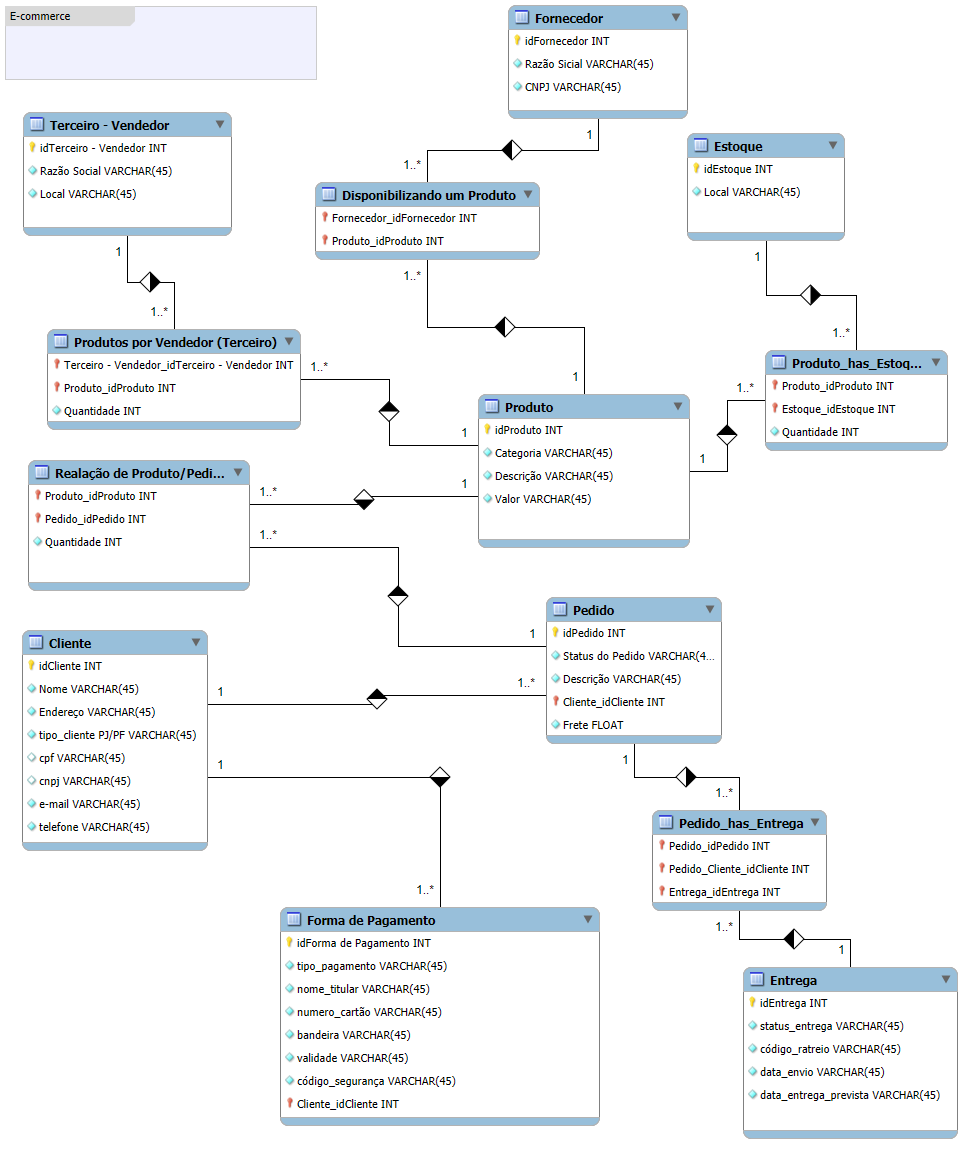 E-commerce
Fornecedor
idFornecedor INT
Razão Sicial VARCHAR(45)
CNPJ VARCHAR(45)
1
1..*
Terceiro - Vendedor
idTerceiro - Vendedor INT
Razão Social VARCHAR(45)
Local VARCHAR(45)
1
1..*
Disponibilizando um Produto
Fornecedor_idFornecedor INT
Produto_idProduto INT
1..*
1
Estoque
idEstoque INT
Local VARCHAR(45)
1
1..*
Produtos por Vendedor (Terceiro)
Terceiro - Vendedor_idTerceiro - Vendedor INT
Produto_idProduto INT
Quantidade INT
1..*
1
Produto_has_Estoq...
Produto_idProduto INT
Estoque_idEstoque INT
Quantidade INT
1..*
1
Produto
idProduto INT
Categoria VARCHAR(45)
Descrição VARCHAR(45)
Valor VARCHAR(45)
Realação de Produto/Pedi...
Produto_idProduto INT
Pedido_idPedido INT
Quantidade INT
1..*
1
1..*
1
Pedido
idPedido INT
Status do Pedido VARCHAR(4...
Descrição VARCHAR(45)
Cliente_idCliente INT
Frete FLOAT
Cliente
idCliente INT
Nome VARCHAR(45)
Endereço VARCHAR(45)
tipo_cliente PJ/PF VARCHAR(45)
cpf VARCHAR(45)
cnpj VARCHAR(45)
e-mail VARCHAR(45)
telefone VARCHAR(45)
1
1..*
1
1..*
1
1..*
Pedido_has_Entrega
Pedido_idPedido INT
Pedido_Cliente_idCliente INT
Entrega_idEntrega INT
1..*
1
Forma de Pagamento
idForma de Pagamento INT
tipo_pagamento VARCHAR(45)
nome_titular VARCHAR(45)
numero_cartão VARCHAR(45)
bandeira VARCHAR(45)
validade VARCHAR(45)
código_segurança VARCHAR(45)
Cliente_idCliente INT
Entrega
idEntrega INT
status_entrega VARCHAR(45)
código_ratreio VARCHAR(45)
data_envio VARCHAR(45)
data_entrega_prevista VARCHAR(45)